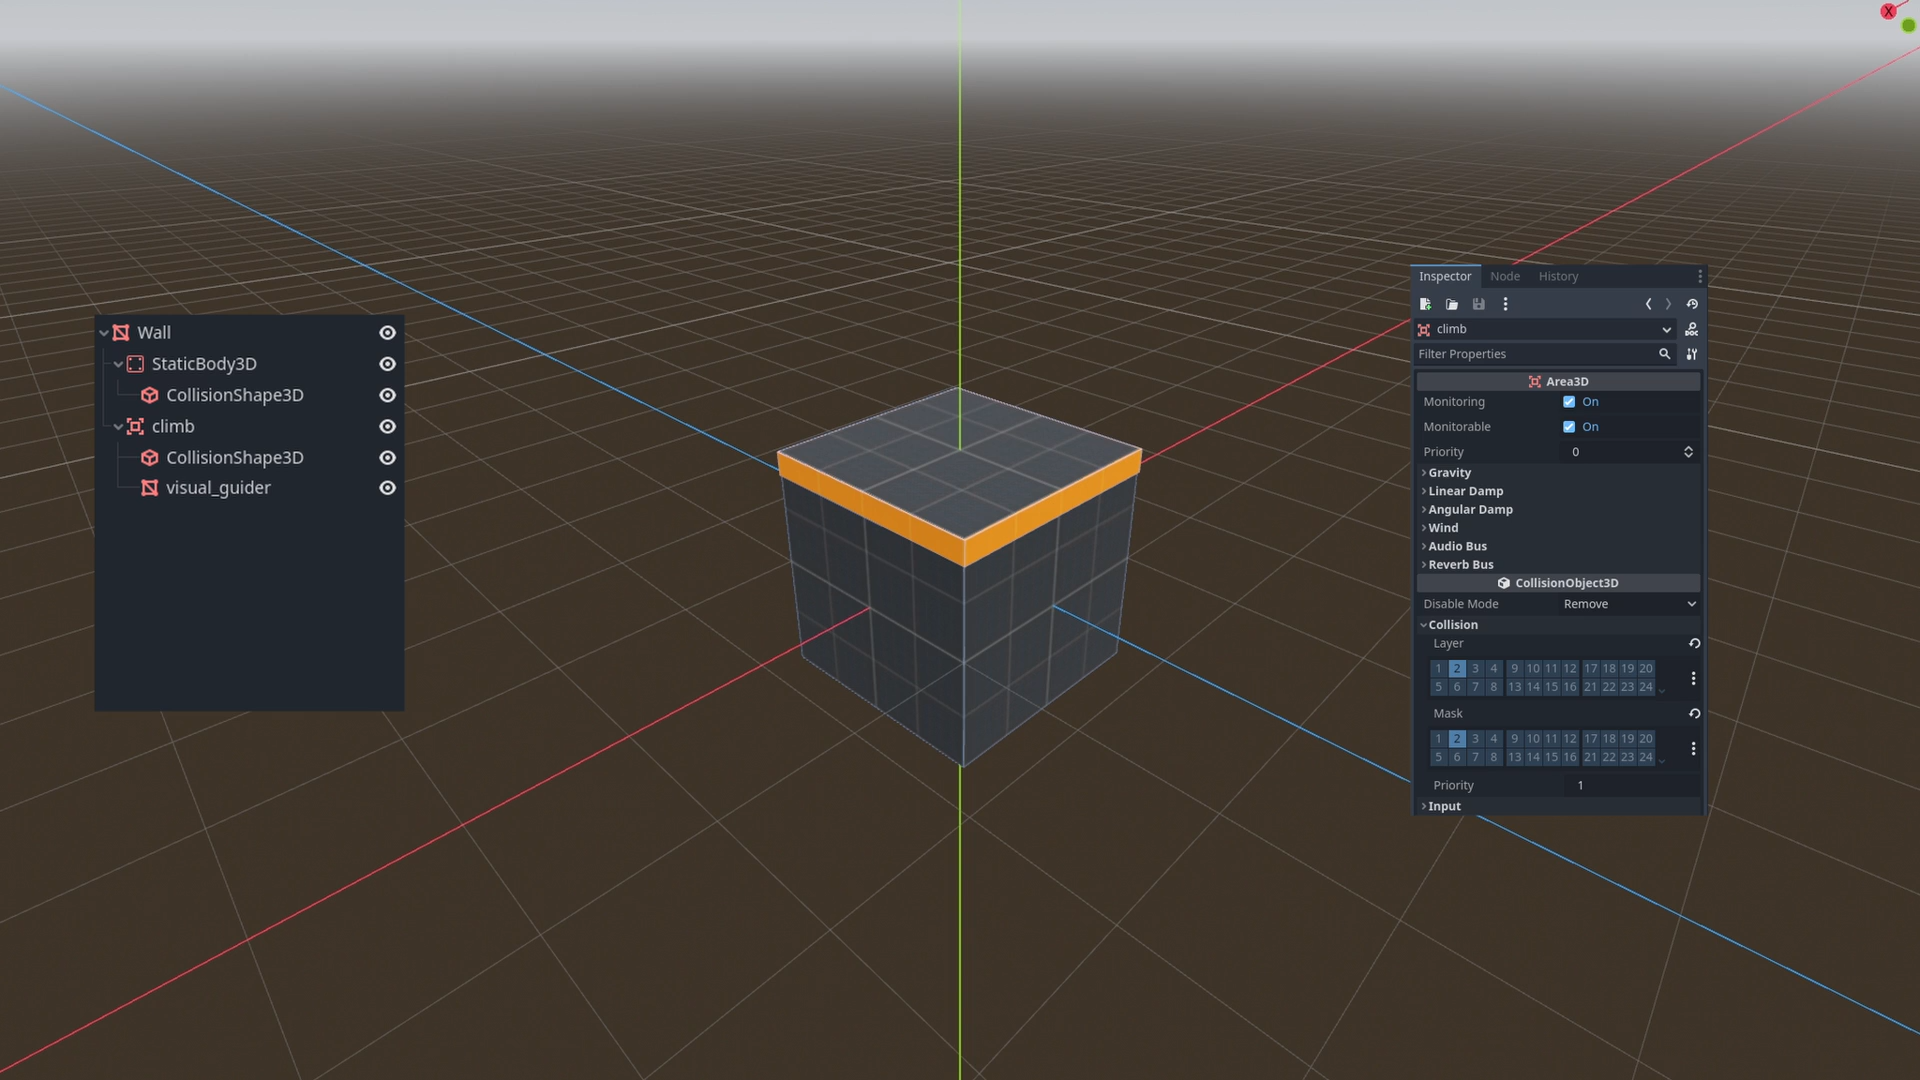 X
Wall
StaticBody3D
CollisionShape3D
climb
CollisionShape3D
visual_guider
Inspector Node History
climb
Filter Properties
Area3D
Monitoring On
Monitorable On
Priority 0
Gravity
Linear Damp
Angular Damp
Wind
Audio Bus
Reverb Bus
CollisionObject3D
Disable Mode Remove
Collision
Layer
1 2 3 4 9 10 11 12 17 18 19 20
5 6 7 8 13 14 15 16 21 22 23 24
Mask
1 2 3 4 9 10 11 12 17 18 19 20
5 6 7 8 13 14 15 16 21 22 23 24
Priority 1
Input